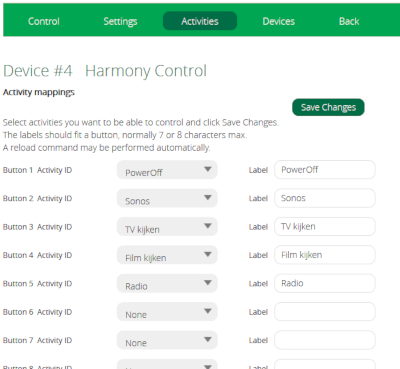 Control Settings Activities Devices Back
Device #4 Harmony Control
Activity mappings
Save Changes
Select activities you want to be able to control and click Save Changes.
The labels should fit a button, normally 7 or 8 characters max.
A reload command may be performed automatically.
Button 1 Activity ID PowerOff Label PowerOff
Button 2 Activity ID Sonos Label Sonos
Button 3 Activity ID TV kijken Label TV kijken
Button 4 Activity ID Film kijken Label Film kijken
Button 5 Activity ID Radio Label Radio
Button 6 Activity ID None Label
Button 7 Activity ID None Label
Button 8 Activity ID Label